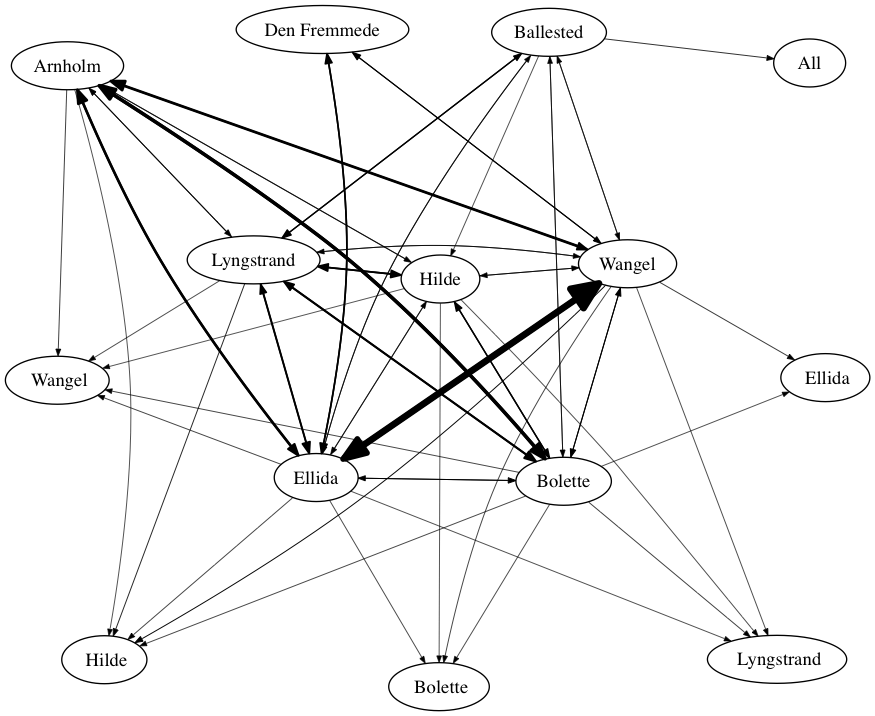 Den Fremmede
Ballested
Arnholm
All
Lyngstrand
Hilde
Wangel
Wangel
Ellida
Ellida
Bolette
Hilde
Bolette
Lyngstrand